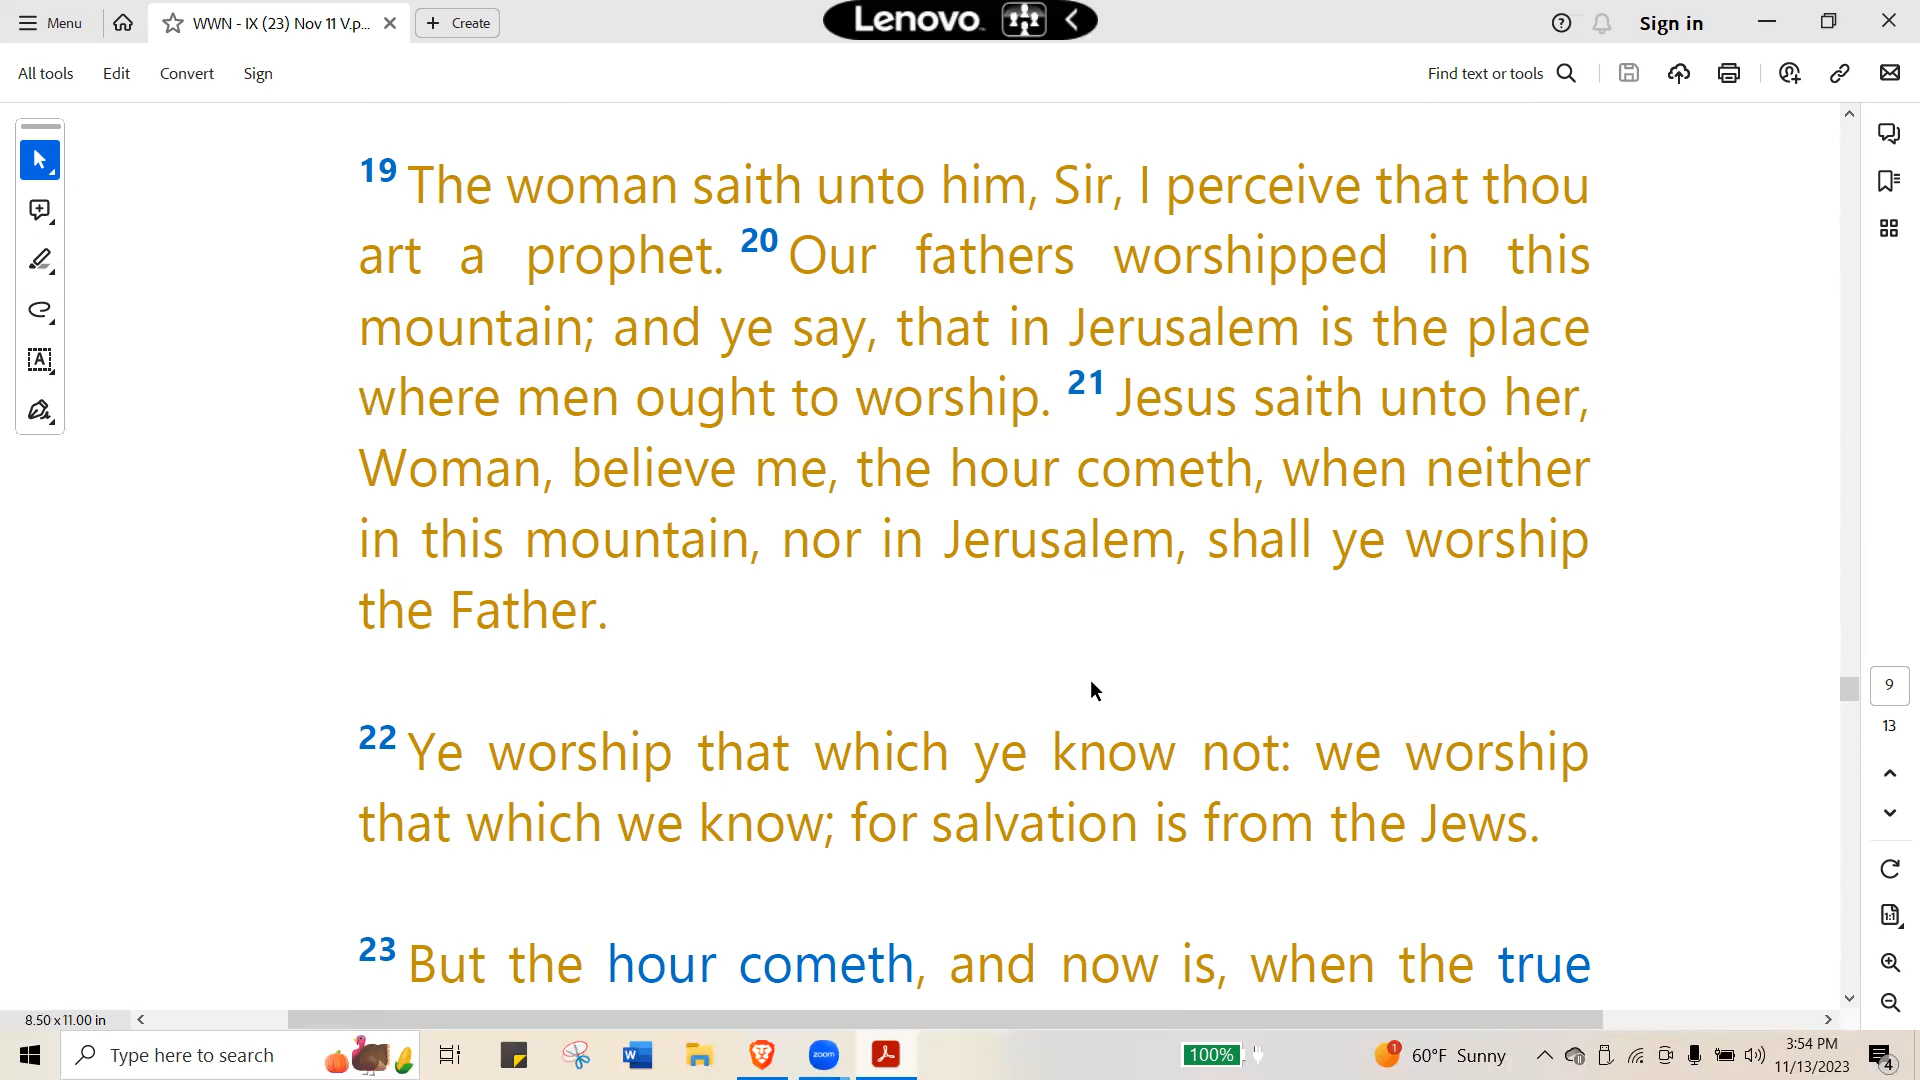 Menu
WWN - IX (23) Nov 11 V.p...
Create
Lenovo
Sign in
All tools
Edit
Convert
Sign
Find text or tools
19 The woman saith unto him, Sir, I perceive that thou
art a prophet. 20 Our fathers worshipped in this
mountain; and ye say, that in Jerusalem is the place
where men ought to worship. 21 Jesus saith unto her,
Woman, believe me, the hour cometh, when neither
in this mountain, nor in Jerusalem, shall ye worship
the Father.
22 Ye worship that which ye know not: we worship
that which we know; for salvation is from the Jews.
23 But the hour cometh, and now is, when the true
9
13
8.50 x 11.00 in
Type here to search
zoom
100%
1
60°F Sunny
3:54 PM
11/13/2023
4